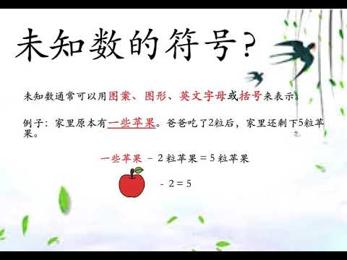 未知数的符号?
未知数通常可以用图案、图形、英文字母或括号来表示。
例子：家里原本有一些苹果。爸爸吃了2粒后，家里还剩下5粒苹
果。
一些苹果 - 2 粒苹果 = 5 粒苹果
- 2 = 5